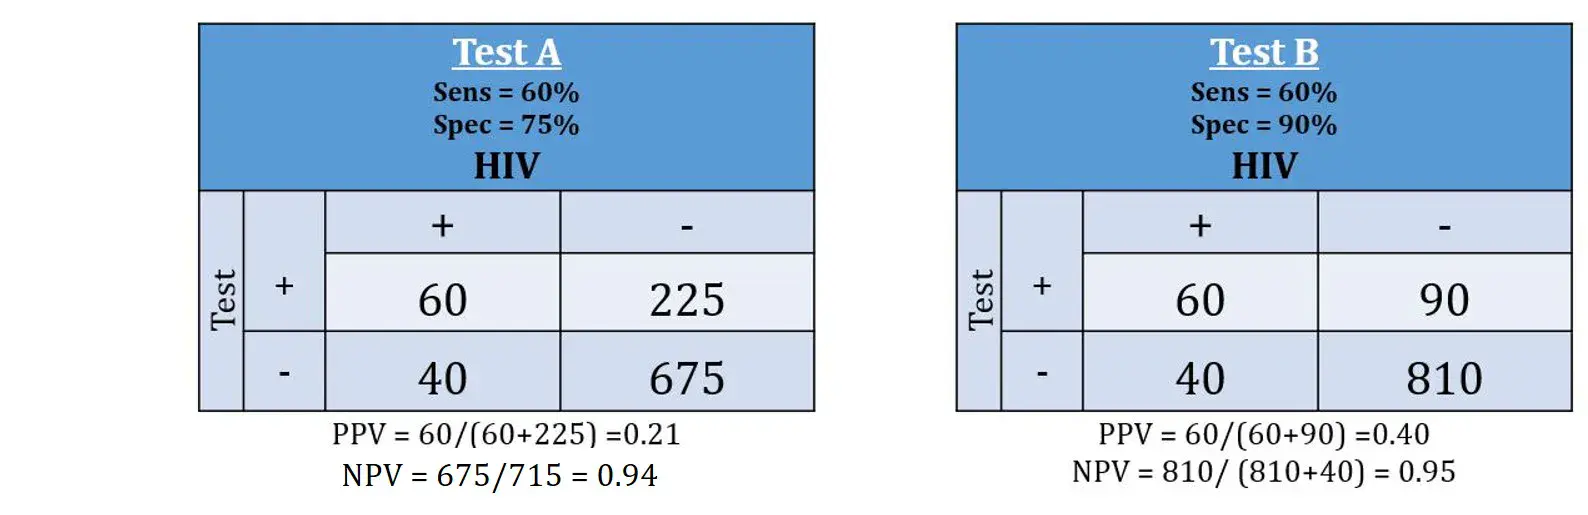 Test A
Sens = 60%
Spec = 75%
HIV
Test
+ -
+ 60 225
- 40 675
PPV = 60/(60+225) =0.21
NPV = 675/715 = 0.94
Test B
Sens = 60%
Spec = 90%
HIV
Test
+ -
+ 60 90
- 40 810
PPV = 60/(60+90) =0.40
NPV = 810/ (810+40) = 0.95